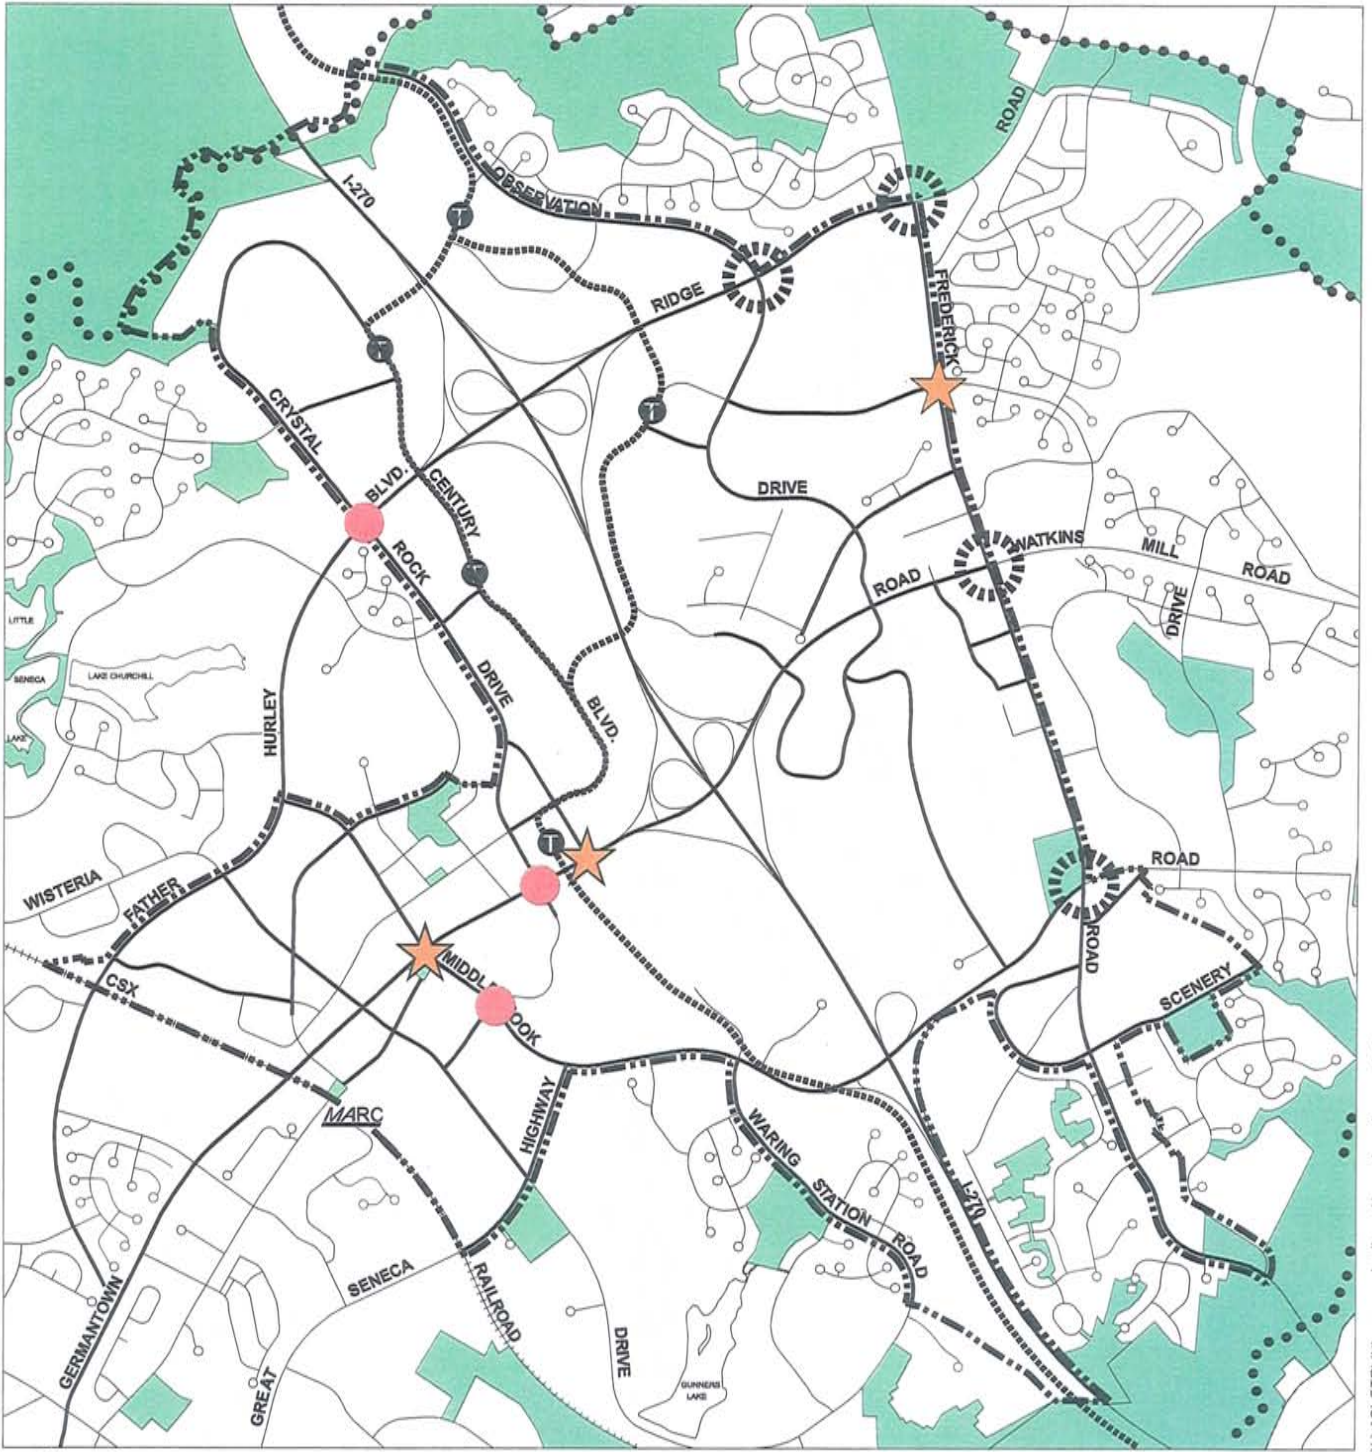 ROAD
I-270
OBSERVATION
T
RIDGE
FREDERICK
T
CRYSTAL
T
BLVD.
CENTURY
DRIVE
WATKINS
MILL
ROAD
ROCK
T
ROAD
DRIVE
LITTLE
SENECA
LAKE
LAKE CHURCHILL
DRIVE
HURLEY
BLVD.
T
ROAD
WISTERIA
FATHER
ROAD
MIDDL
OOK
CSX
SCENERY
MARC
HIGHWAY
WARING
STATION
ROAD
I-270
SENECA
RAILROAD
GERMANTOWN
GREAT
DRIVE
GUNNERS
LAKE